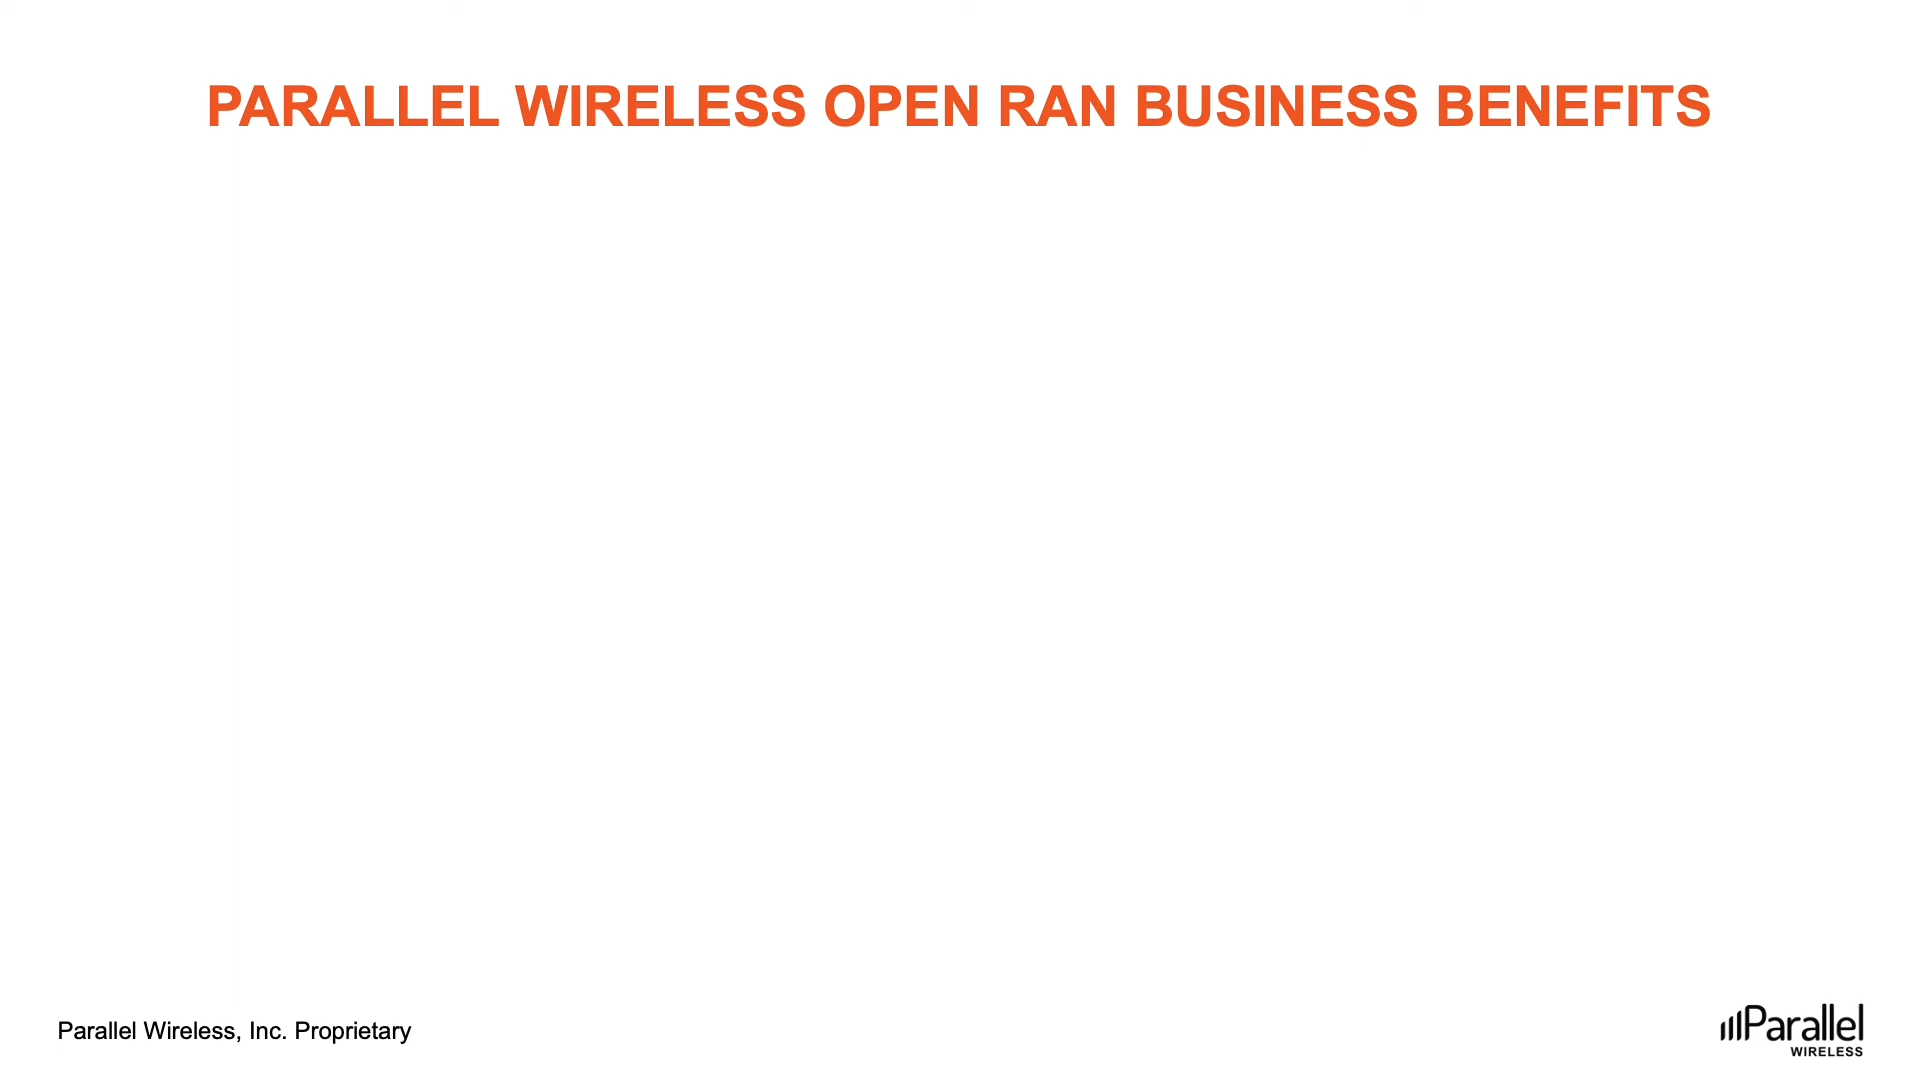 PARALLEL WIRELESS OPEN RAN BUSINESS BENEFITS
Parallel Wireless, Inc. Proprietary
Parallel
WIRELESS